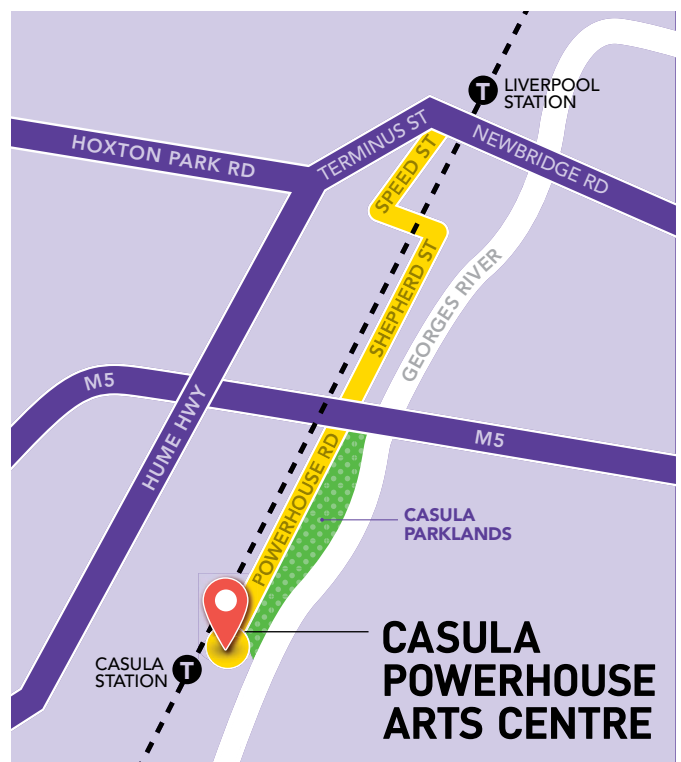 T
LIVERPOOL
STATION
HOXTON PARK RD
TERMINUS ST
NEWBRIDGE RD
SPEED ST
SHEPHERD ST
GEORGES RIVER
M5
HUME HWY
M5
POWERHOUSE RD
CASULA
PARKLANDS
CASULA
POWERHOUSE
ARTS CENTRE
CASULA
STATION
T